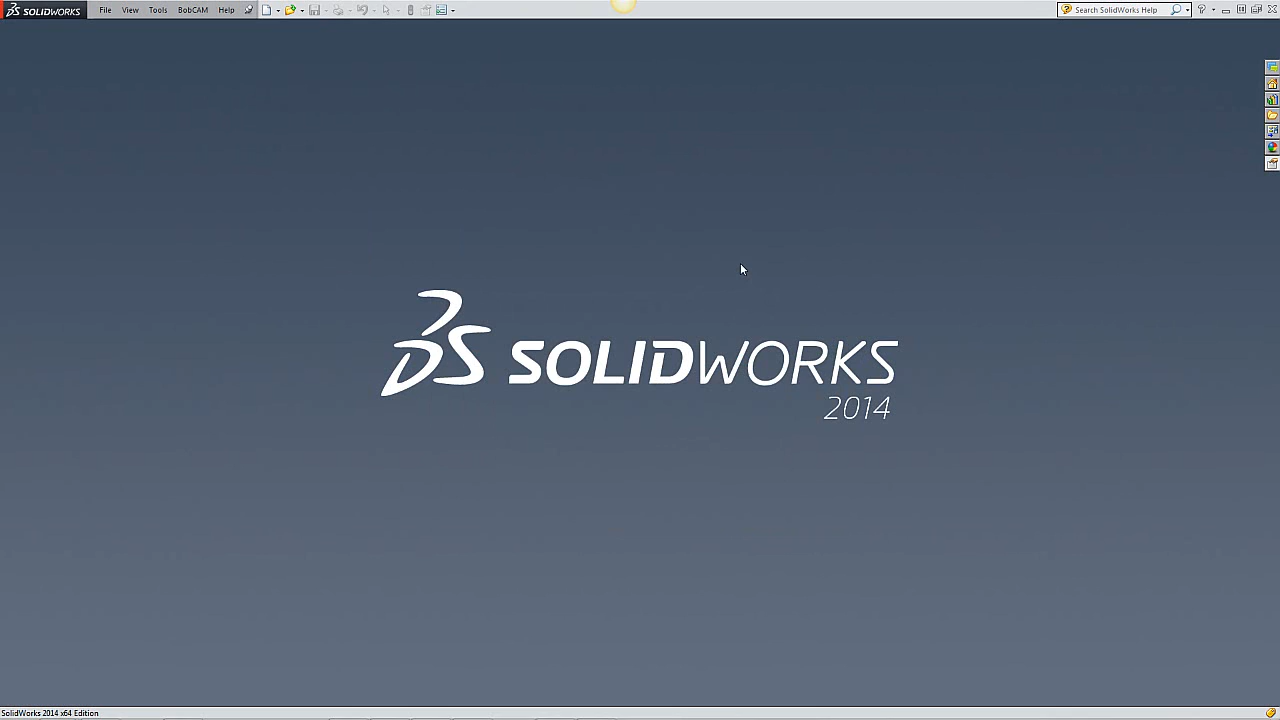 SOLIDWORKS File View Tools BobCAM Help Search SolidWorks Help
SOLIDWORKS
2014
SolidWorks 2014 x64 Edition